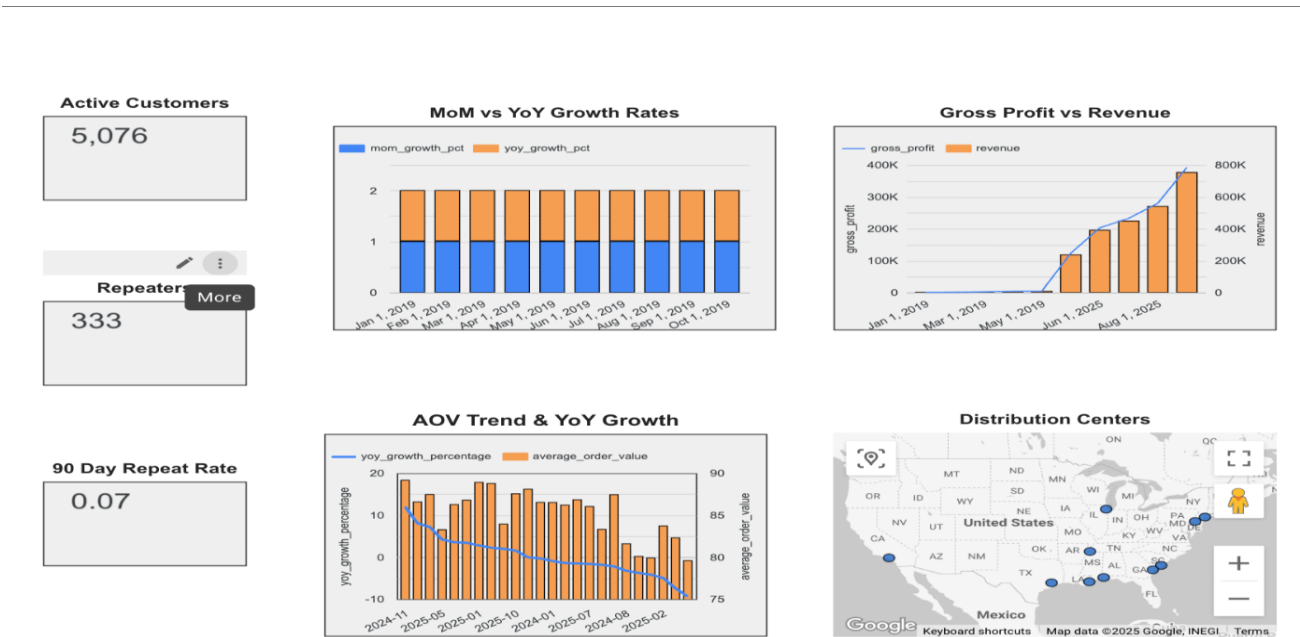 Active Customers
5,076
Repeaters
More
333
90 Day Repeat Rate
0.07
MoM vs YoY Growth Rates
mom_growth_pct yoy_growth_pct
2
1
0
Jan 1, 2019 Feb 1, 2019 Mar 1, 2019 Apr 1, 2019 May 1, 2019 Jun 1, 2019 Jul 1, 2019 Aug 1, 2019 Sep 1, 2019 Oct 1, 2019
Gross Profit vs Revenue
gross_profit revenue
400K 800K
300K 600K
200K 400K
100K 200K
0 0
gross_profit
revenue
Jan 1, 2019 Mar 1, 2019 May 1, 2019 Jun 1, 2025 Aug 1, 2025
AOV Trend & YoY Growth
yoy_growth_percentage average_order_value
20 90
10 85
0 80
-10 75
yoy_growth_percentage
average_order_value
2024-11 2025-05 2025-01 2025-10 2024-01 2025-07 2024-08 2025-02
Distribution Centers
ON
MT ND MN
OR ID WY SD WI MI NY
NV UT NE IA IL IN OH PA
United States
CA MO KY WV VA MD DE
AZ NM OK AR TN NC
TX LA MS AL GA SC
FL
Mexico
Google
Keyboard shortcuts Map data ©2025 Google, INEGI Terms